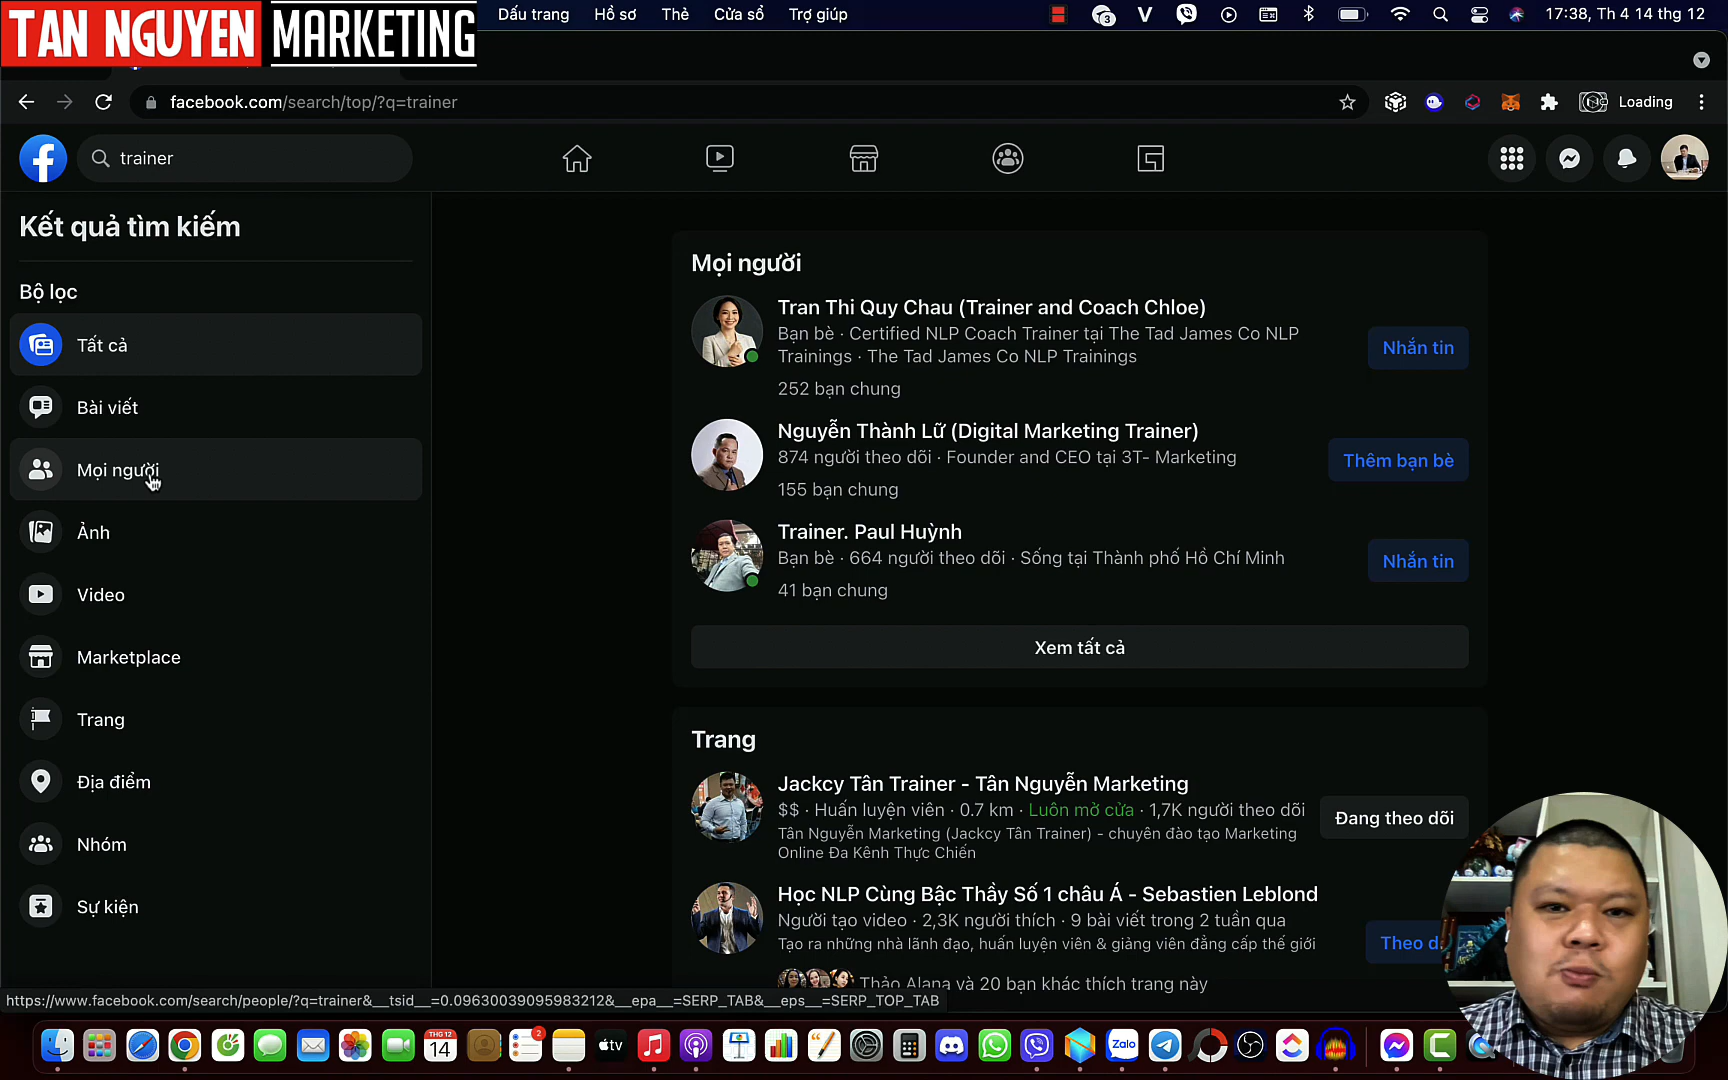 TAN NGUYEN MARKETING
Dấu trang Hồ sơ Thẻ Cửa sổ Trợ giúp
3
17:38, Th 4 14 thg 12
facebook.com/search/top/?q=trainer
Loading
trainer
Kết quả tìm kiếm
Bộ lọc
Tất cả
Bài viết
Mọi người
Ảnh
Video
Marketplace
Trang
Địa điểm
Nhóm
Sự kiện
Mọi người
Tran Thi Quy Chau (Trainer and Coach Chloe)
Bạn bè · Certified NLP Coach Trainer tại The Tad James Co NLP
Trainings · The Tad James Co NLP Trainings
252 bạn chung
Nhắn tin
Nguyễn Thành Lữ (Digital Marketing Trainer)
874 người theo dõi · Founder and CEO tại 3T- Marketing
155 bạn chung
Thêm bạn bè
Trainer. Paul Huỳnh
Bạn bè · 664 người theo dõi · Sống tại Thành phố Hồ Chí Minh
41 bạn chung
Nhắn tin
Xem tất cả
Trang
Jackcy Tân Trainer - Tân Nguyễn Marketing
$$ · Huấn luyện viên · 0.7 km · Luôn mở cửa · 1,7K người theo dõi
Tân Nguyễn Marketing (Jackcy Tân Trainer) - chuyên đào tạo Marketing
Online Đa Kênh Thực Chiến
Đang theo dõi
Học NLP Cùng Bậc Thầy Số 1 châu Á - Sebastien Leblond
Người tạo video · 2,3K người thích · 9 bài viết trong 2 tuần qua
Tạo ra những nhà lãnh đạo, huấn luyện viên & giảng viên đẳng cấp thế giới
Theo d
Thảo Alana và 20 bạn khác thích trang này
https://www.facebook.com/search/people/?q=trainer&__tsid__=0.09630039095983212&__epa__=SERP_TAB&__eps__=SERP_TOP_TAB
THG 12
14
2
tv
Zalo